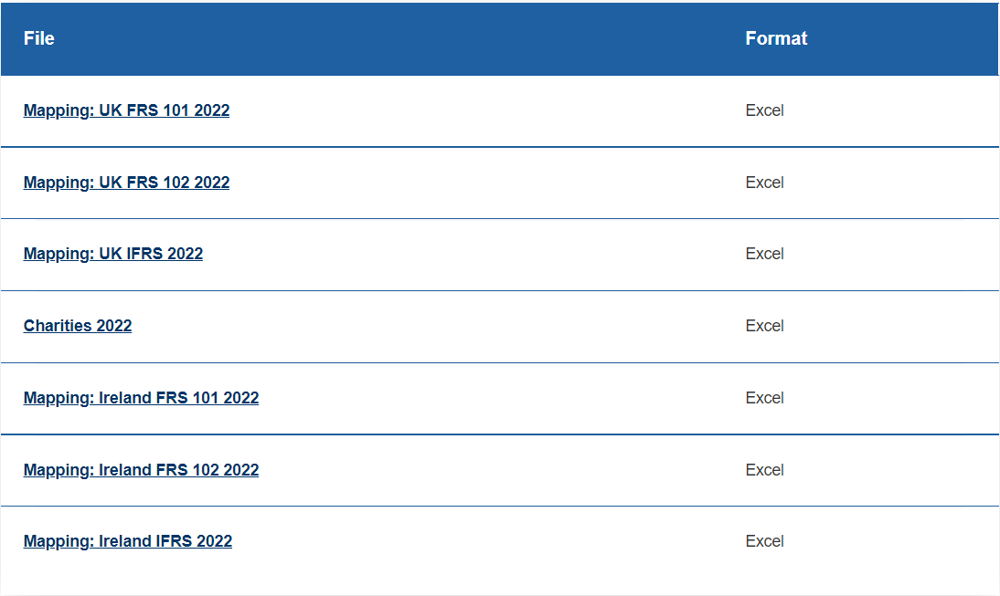 File Format
Mapping: UK FRS 101 2022 Excel
Mapping: UK FRS 102 2022 Excel
Mapping: UK IFRS 2022 Excel
Charities 2022 Excel
Mapping: Ireland FRS 101 2022 Excel
Mapping: Ireland FRS 102 2022 Excel
Mapping: Ireland IFRS 2022 Excel